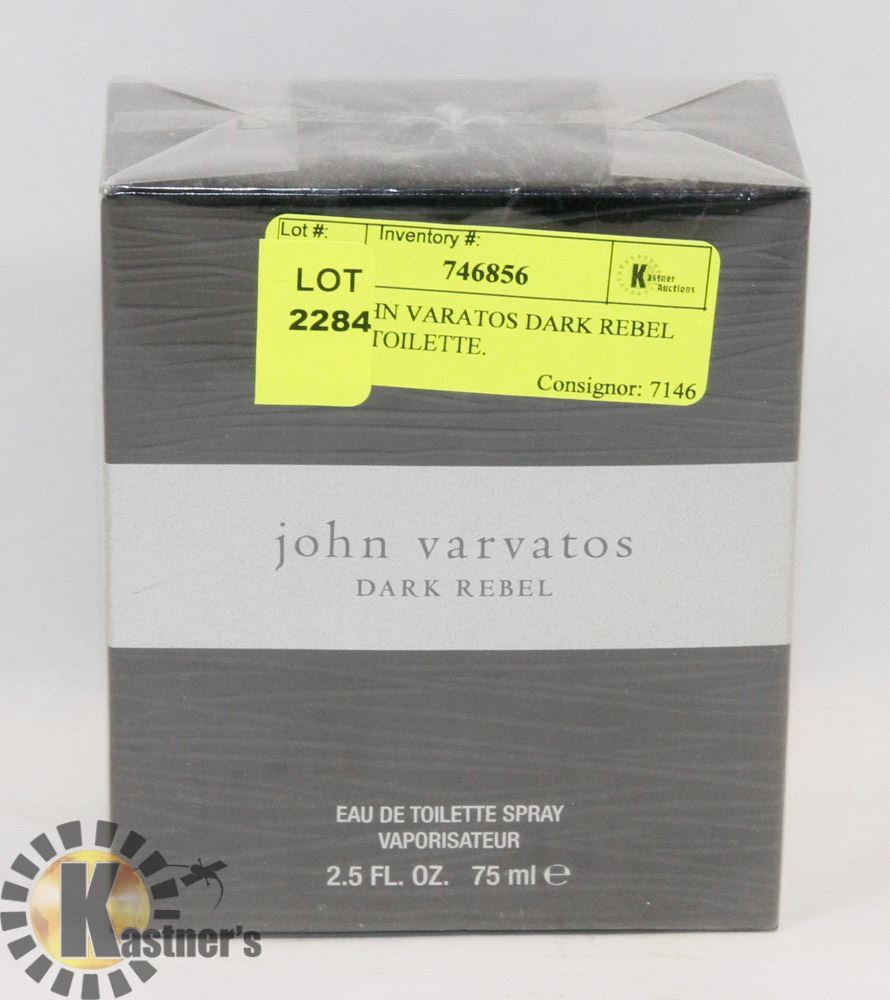 Lot #:
Inventory #:
746856
Kastner
Auctions
LOT
2284
HN VARATOS DARK REBEL
TOILETTE.
Consignor: 7146
john varvatos
DARK REBEL
EAU DE TOILETTE SPRAY
VAPORISATEUR
2.5 FL. OZ. 75 ml ℮
Kastner's